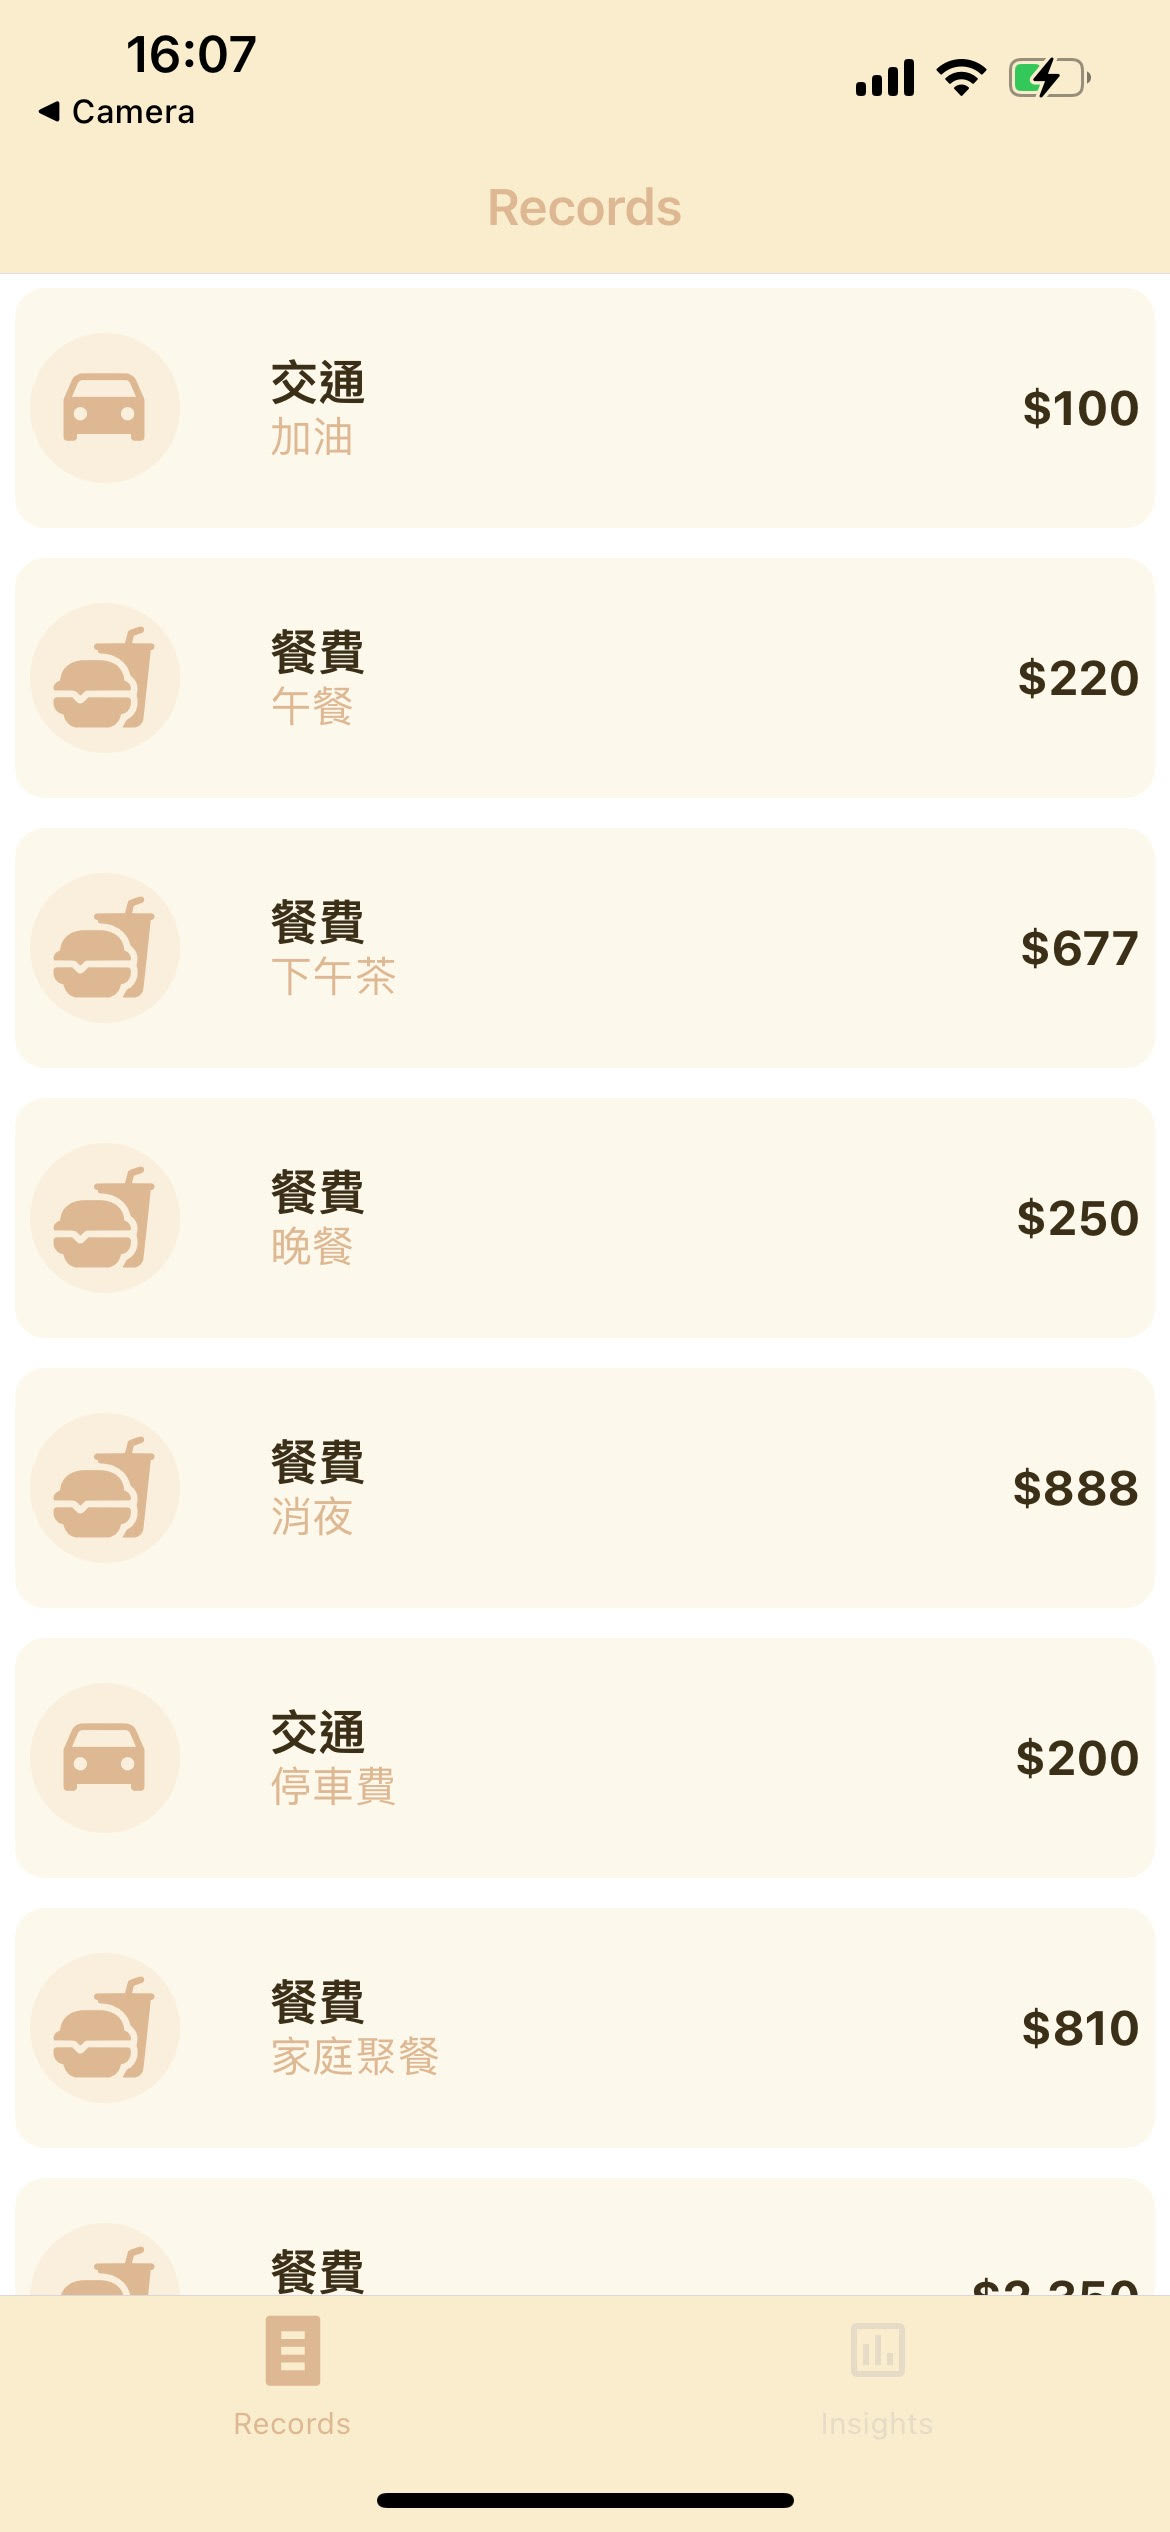 16:07
◀ Camera
Records
交通
加油
$100
餐費
午餐
$220
餐費
下午茶
$677
餐費
晚餐
$250
餐費
消夜
$888
交通
停車費
$200
餐費
家庭聚餐
$810
餐費
Records
Insights